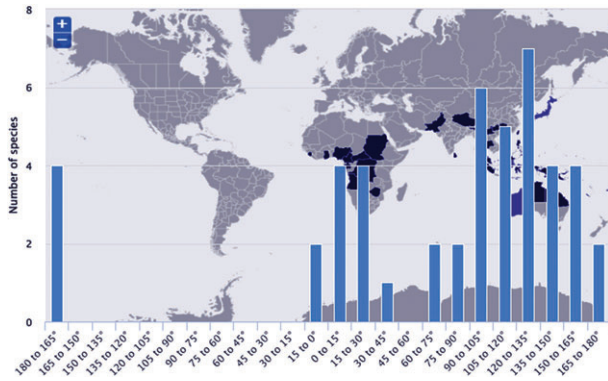 8
+
−
6
4
2
0
Number of species
180 to 165°
165 to 150°
150 to 135°
135 to 120°
120 to 105°
105 to 90°
90 to 75°
75 to 60°
60 to 45°
45 to 30°
30 to 15°
15 to 0°
0 to 15°
15 to 30°
30 to 45°
45 to 60°
60 to 75°
75 to 90°
90 to 105°
105 to 120°
120 to 135°
135 to 150°
150 to 165°
165 to 180°